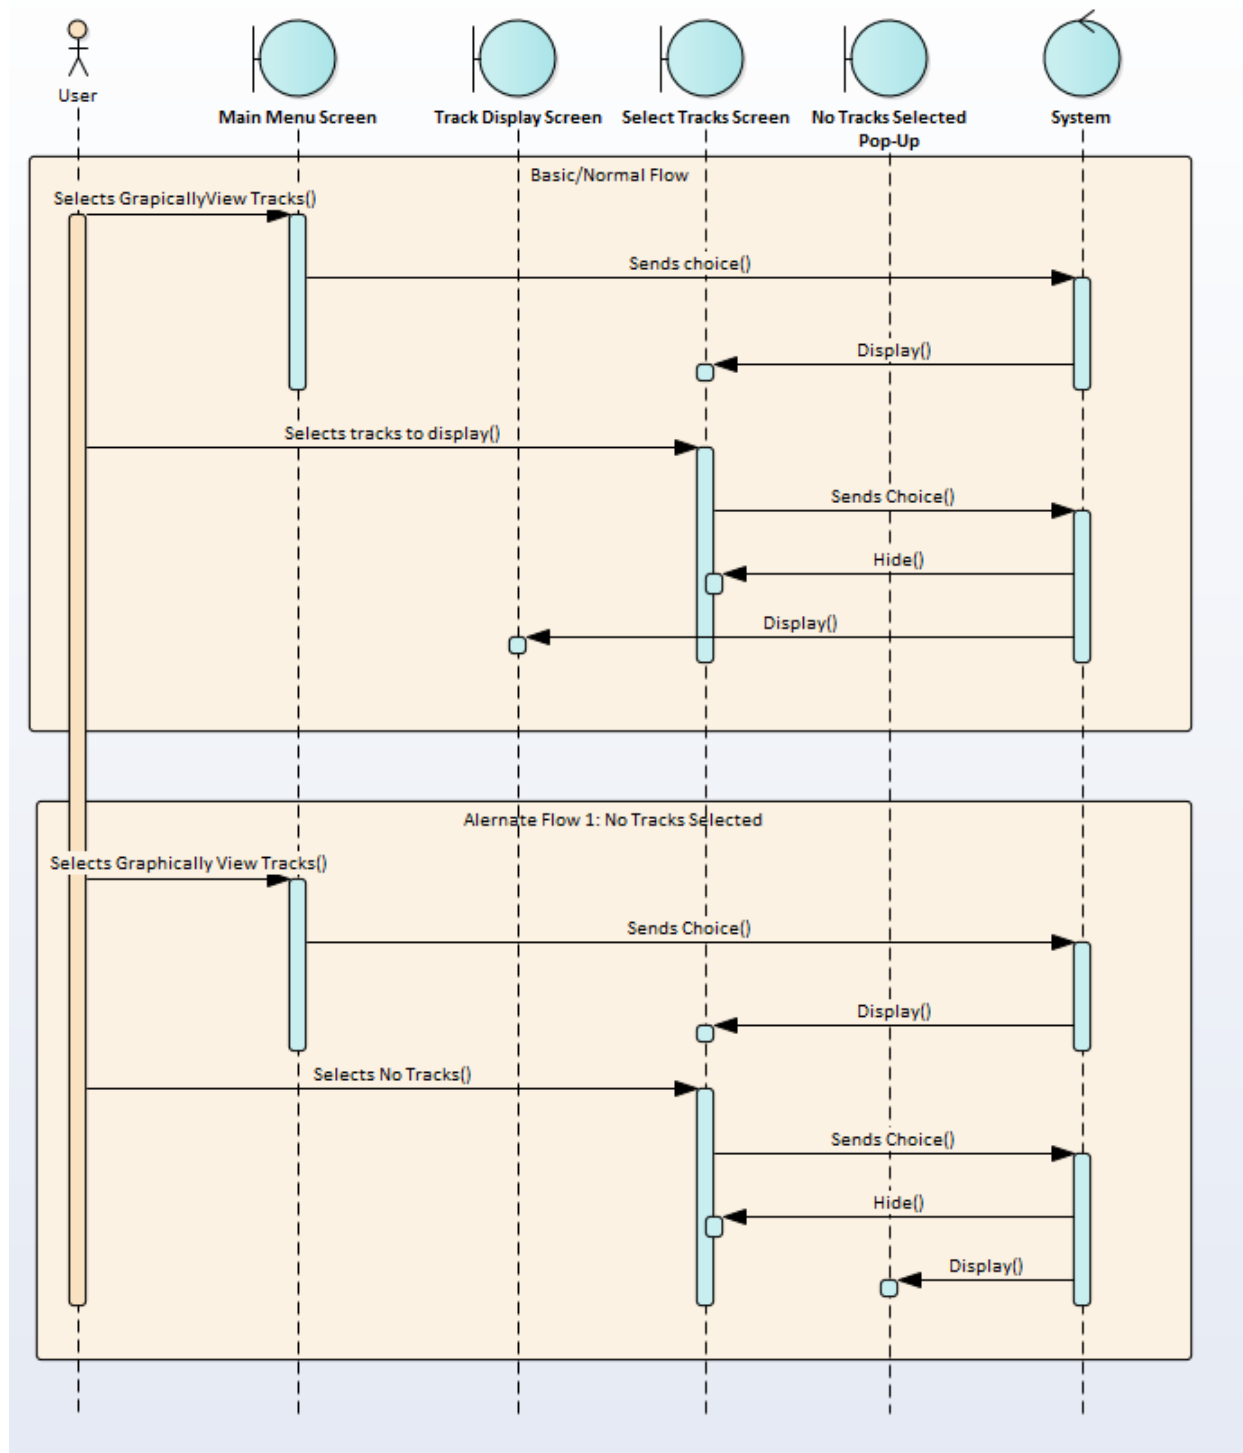 User
Main Menu Screen
Track Display Screen
Select Tracks Screen
No Tracks Selected
Pop-Up
System
Basic/Normal Flow
Selects GrapicallyView Tracks()
Sends choice()
Display()
Selects tracks to display()
Sends Choice()
Hide()
Display()
Alernate Flow 1: No Tracks Selected
Selects Graphically View Tracks()
Sends Choice()
Display()
Selects No Tracks()
Sends Choice()
Hide()
Display()